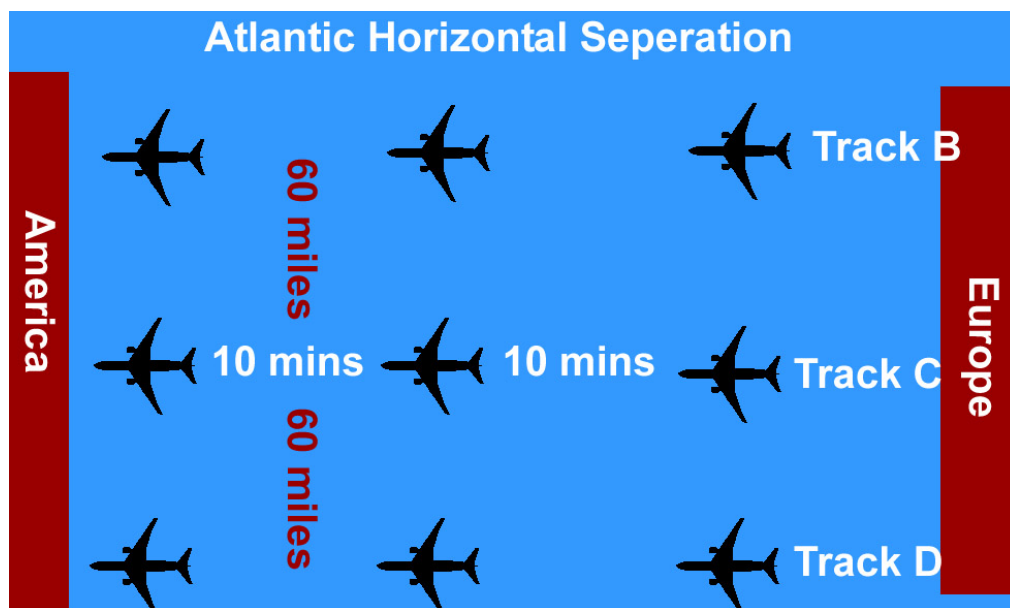 Atlantic Horizontal Seperation
Track B
60 miles
America
10 mins
10 mins
Track C
Europe
60 miles
Track D